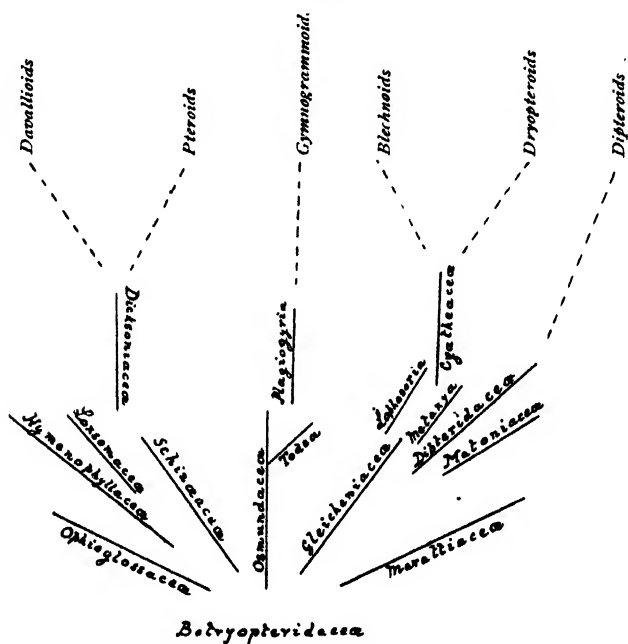 Davallioids
Pteroids
Gymnogrammoid.
Blechnoids
Dryopteroids
Dipteroids
Dicksoniaceæ
Plagiogyria
Cyatheaceæ
Lophosoria
Metaxya
Dipteridaceæ
Matoniaceæ
Loxsomaceæ
Hymenophyllaceæ
Schizæaceæ
Osmundaceæ
Todea
Gleicheniaceæ
Ophioglossaceæ
Marattiaceæ
Botryopteridaceæ